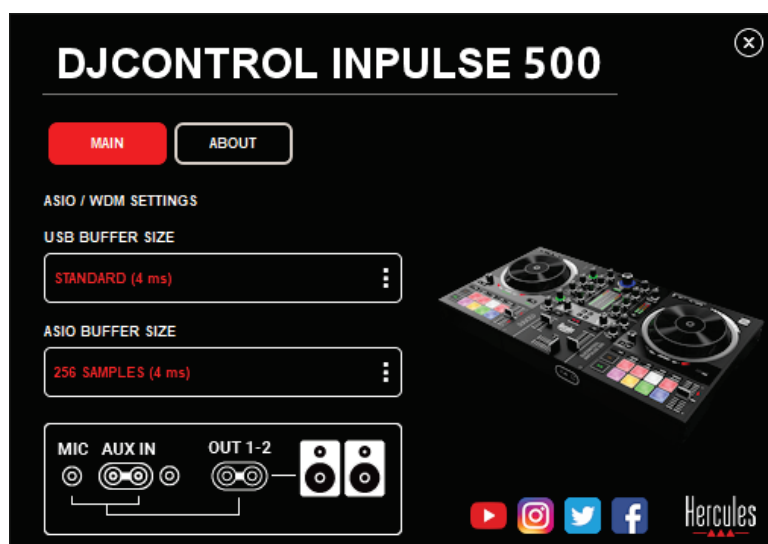 DJCONTROL INPULSE 500
MAIN
ABOUT
ASIO / WDM SETTINGS
USB BUFFER SIZE
STANDARD (4 ms)
ASIO BUFFER SIZE
256 SAMPLES (4 ms)
MIC AUX IN OUT 1-2
Hercules